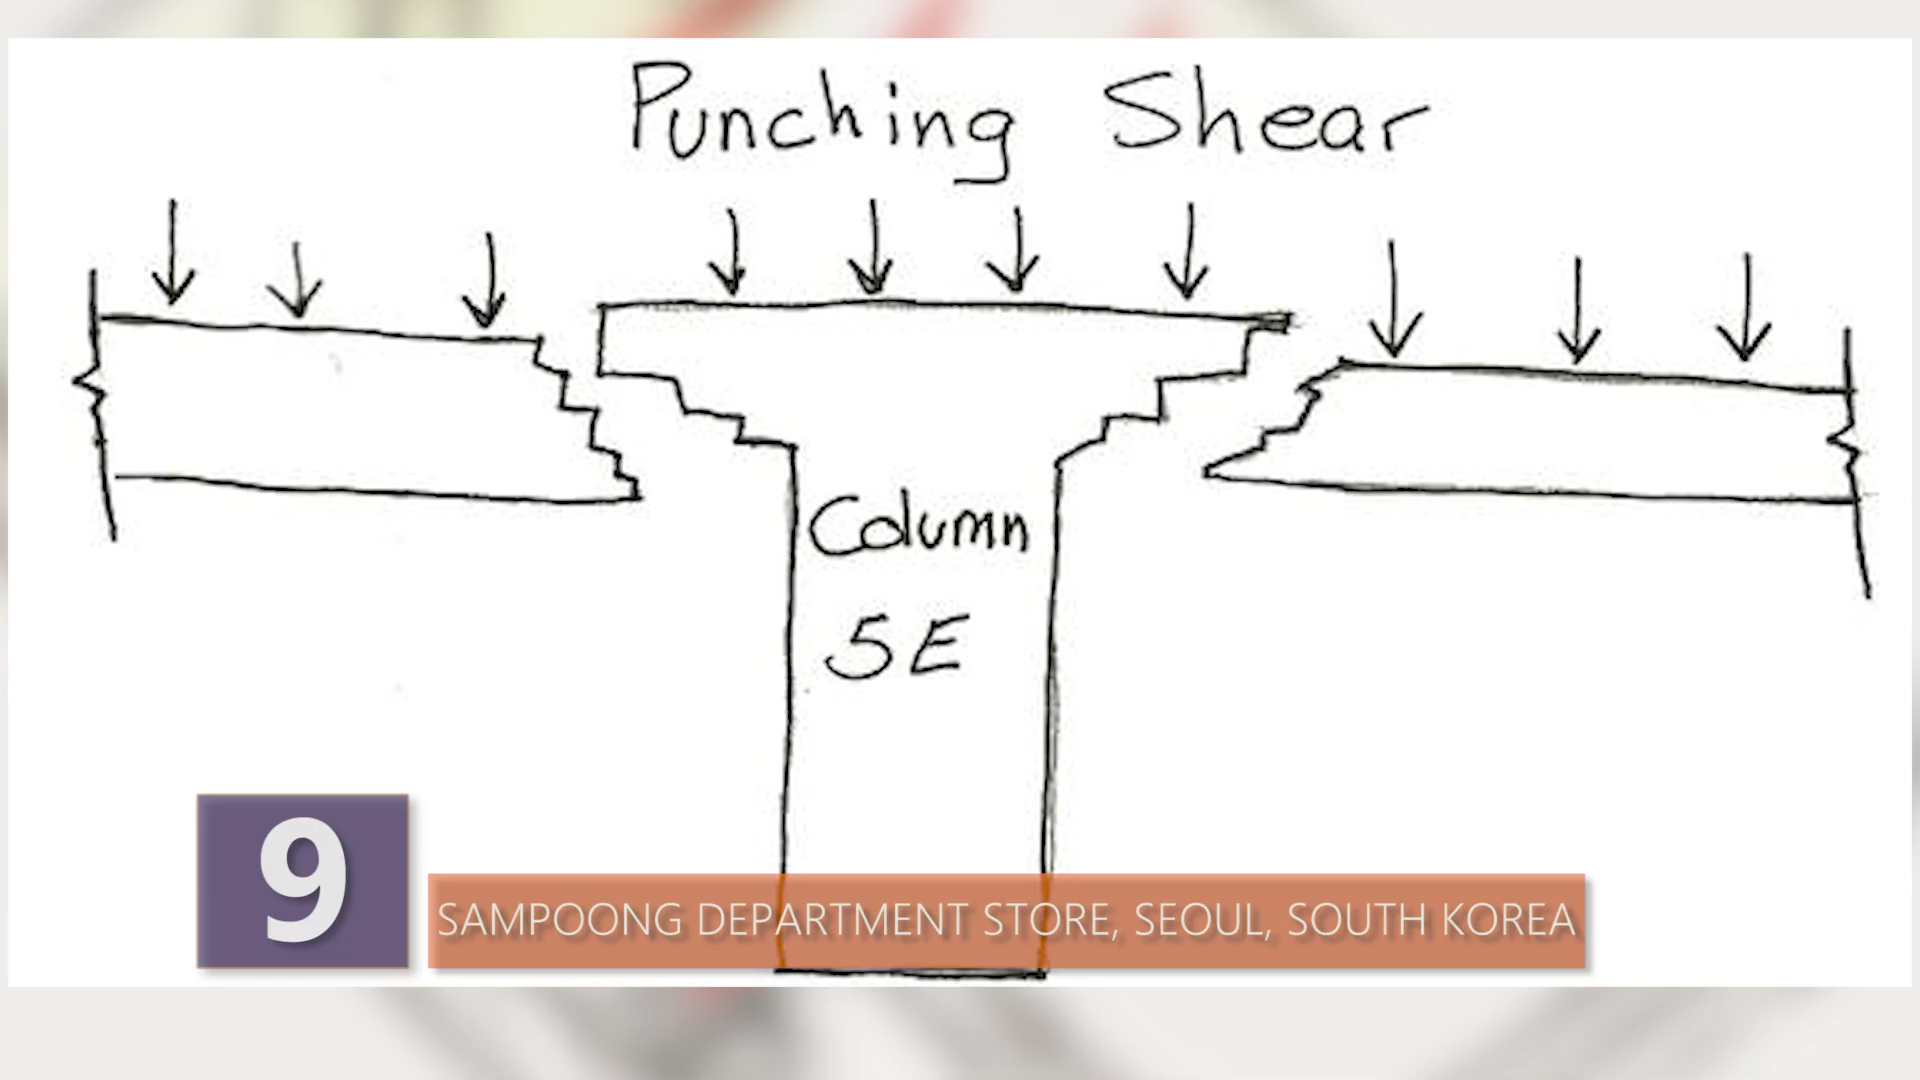 Punching Shear
Column
5E
9
SAMPOONG DEPARTMENT STORE, SEOUL, SOUTH KOREA